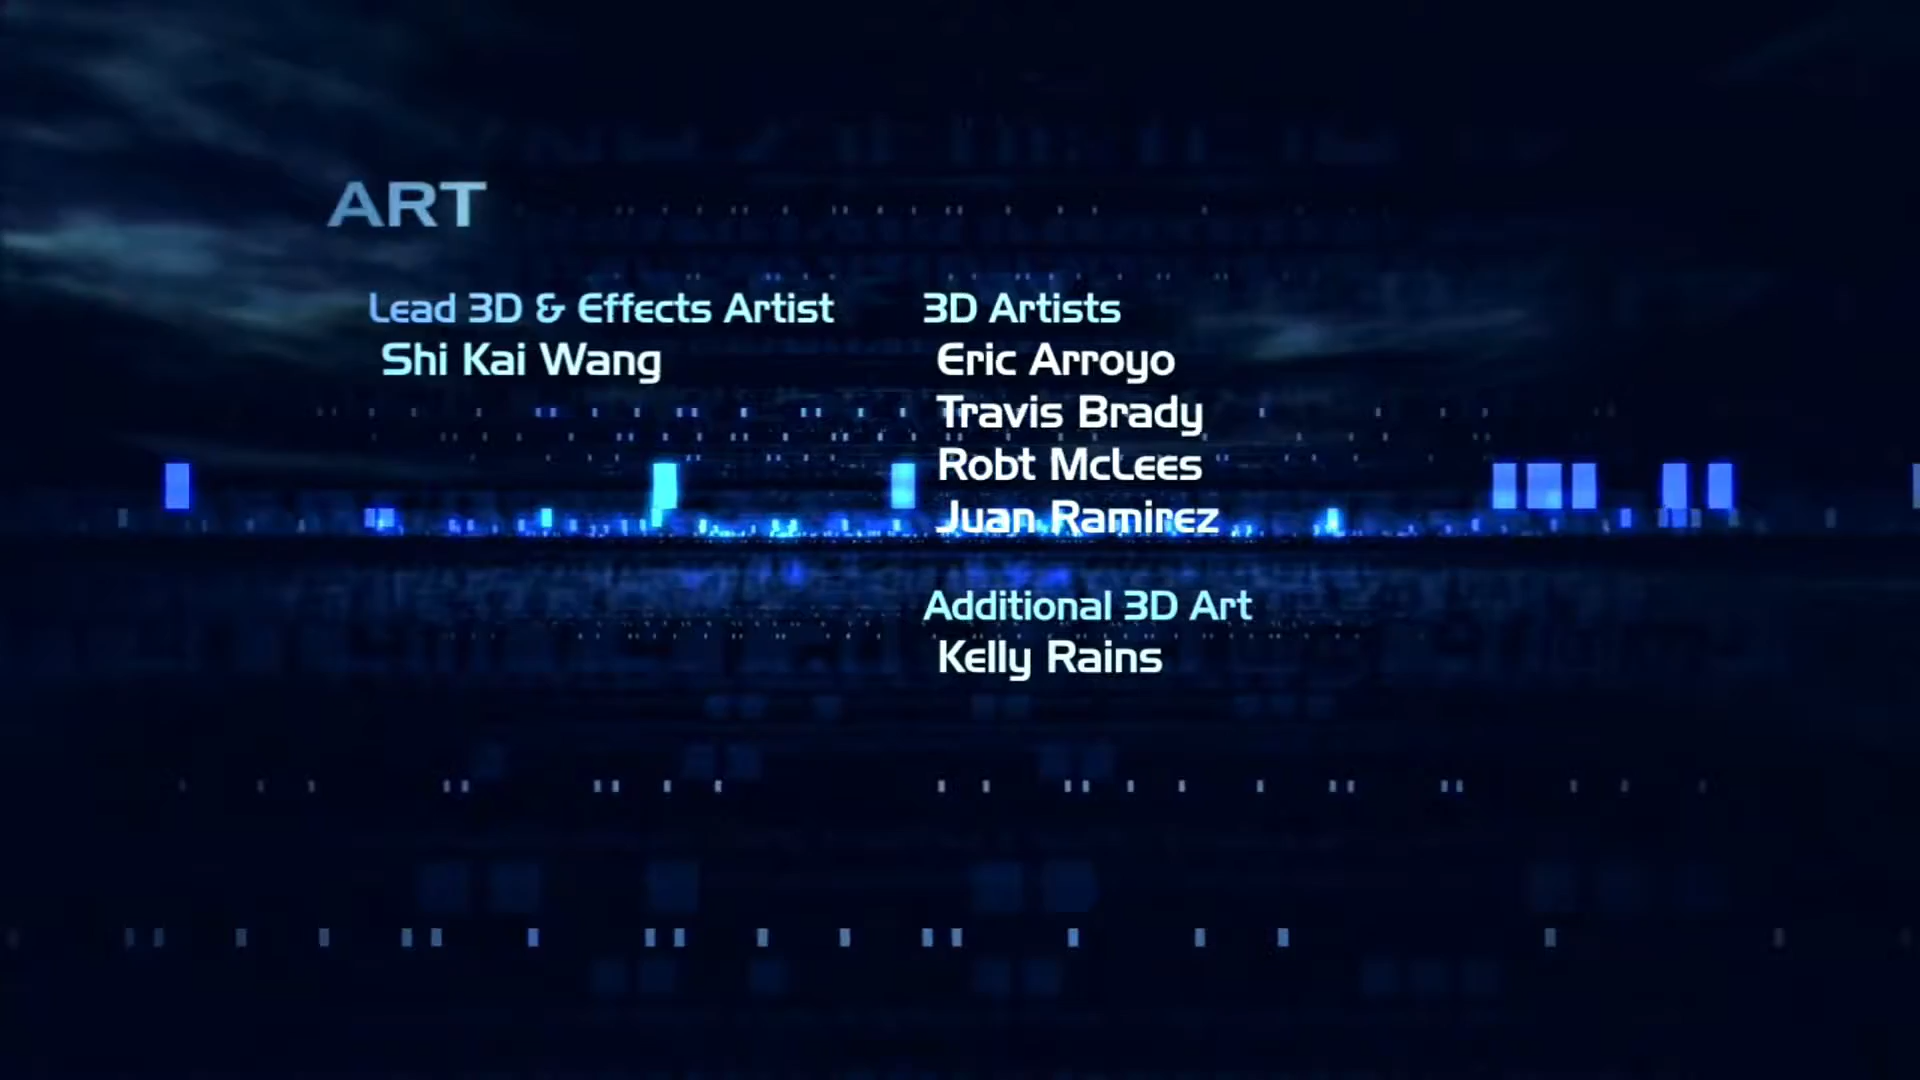 ART
Lead 3D & Effects Artist
Shi Kai Wang
3D Artists
Eric Arroyo
Travis Brady
Robt McLees
Juan Ramirez
Additional 3D Art
Kelly Rains